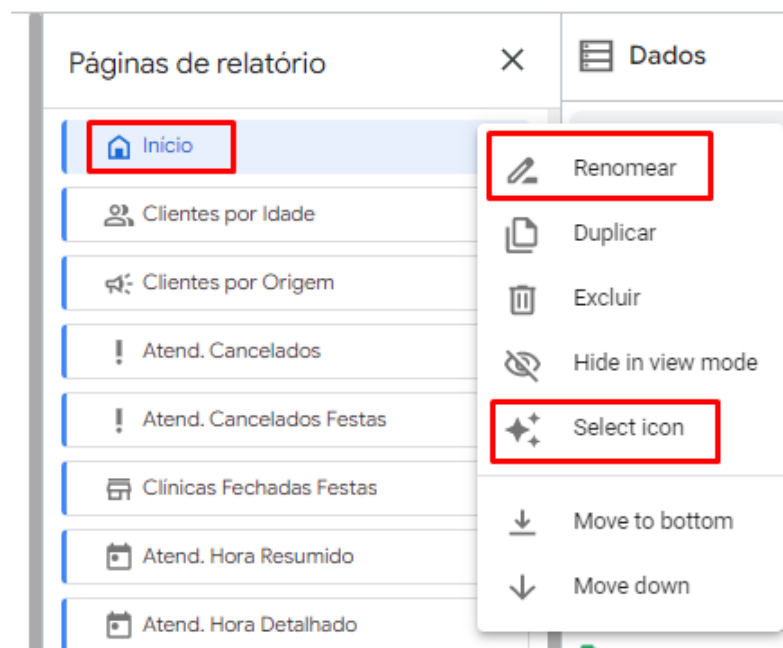 Páginas de relatório
Início
Clientes por Idade
Clientes por Origem
Atend. Cancelados
Atend. Cancelados Festas
Clínicas Fechadas Festas
Atend. Hora Resumido
Atend. Hora Detalhado
Dados
Renomear
Duplicar
Excluir
Hide in view mode
Select icon
Move to bottom
Move down